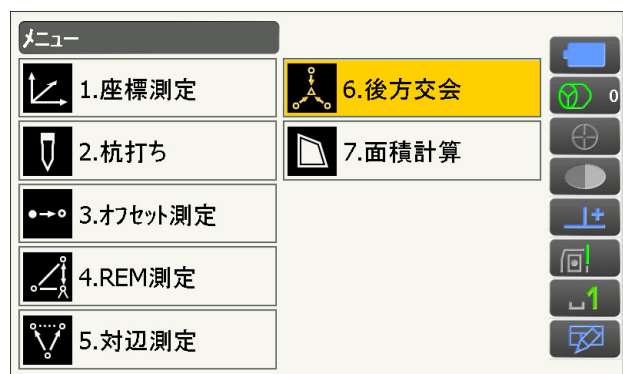 メニュー
1.座標測定
2.杭打ち
3.オフセット測定
4.REM測定
5.対辺測定
6.後方交会
7.面積計算
0
1